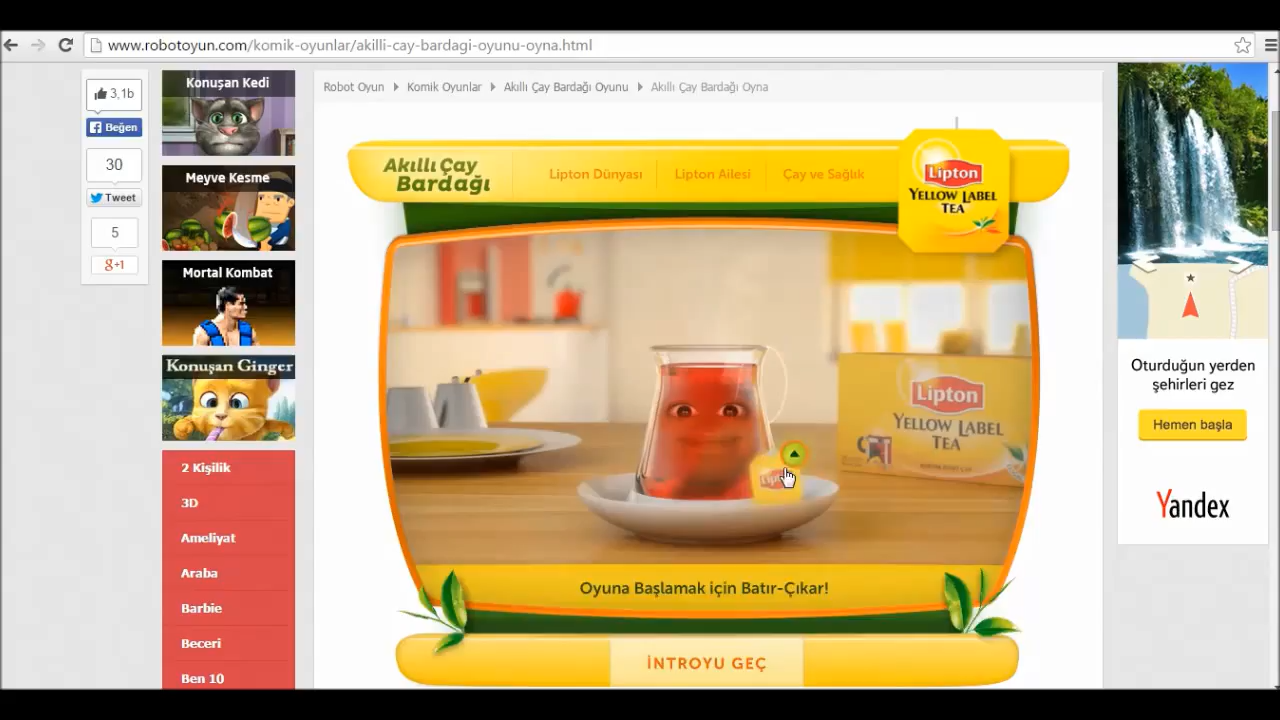 www.robotoyun.com/komik-oyunlar/akilli-cay-bardagi-oyunu-oyna.html
3,1b
Beğen
30
Tweet
5
g+1
Konuşan Kedi
Meyve Kesme
Mortal Kombat
Konuşan Ginger
2 Kişilik
3D
Ameliyat
Araba
Barbie
Beceri
Ben 10
Robot Oyun
Komik Oyunlar
Akıllı Çay Bardağı Oyunu
Akıllı Çay Bardağı Oyna
Akıllı Çay
Bardağı
Lipton Dünyası
Lipton Ailesi
Çay ve Sağlık
Lipton
YELLOW LABEL
TEA
Lipton
YELLOW LABEL
TEA
Oyuna Başlamak için Batır-Çıkar!
İNTROYU GEÇ
Oturduğun yerden
şehirleri gez
Hemen başla
Yandex